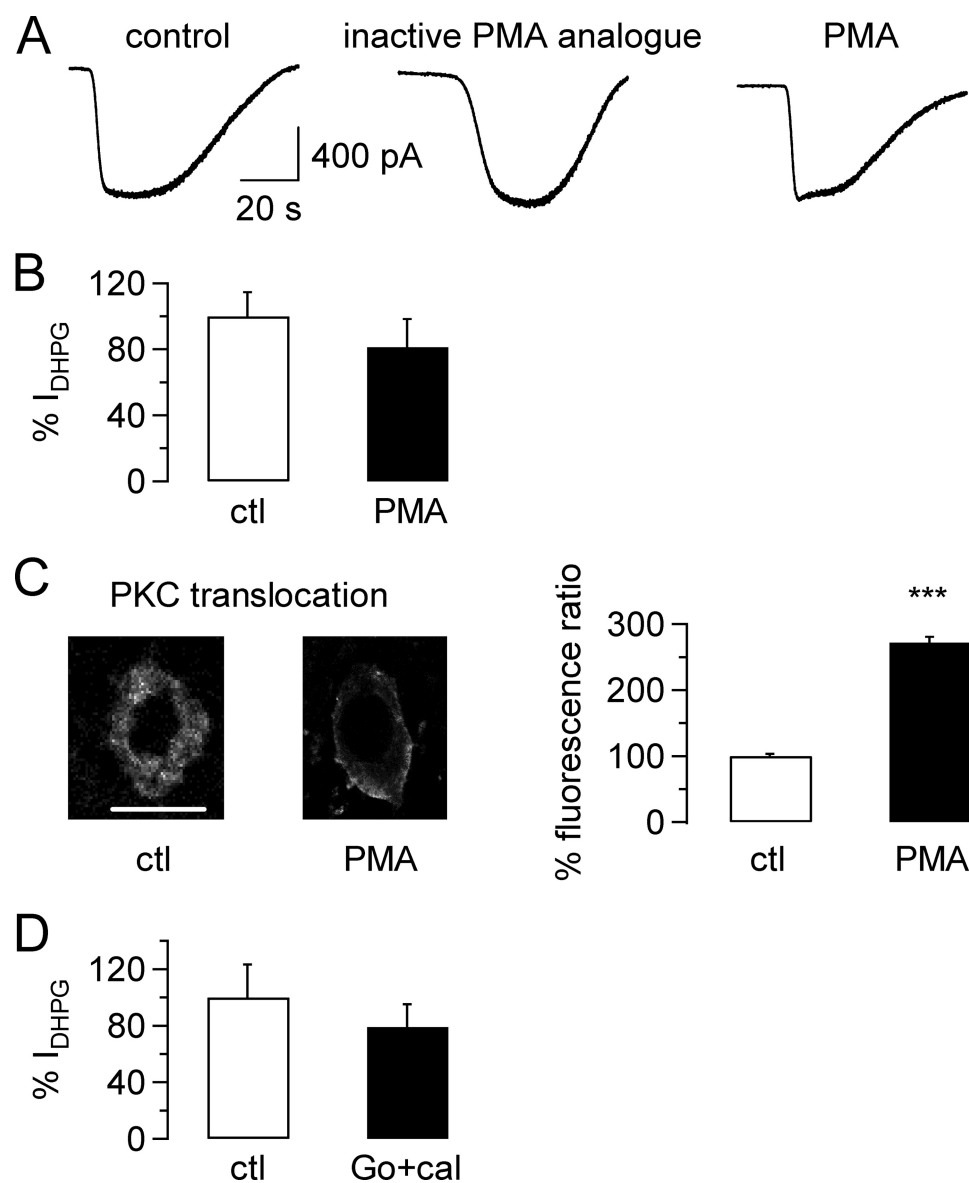 A
control
inactive PMA analogue
PMA
400 pA
20 s
B
% I_DHPG
120
80
40
0
ctl
PMA
C
PKC translocation
ctl
PMA
% fluorescence ratio
300
200
100
0
***
ctl
PMA
D
% I_DHPG
120
80
40
0
ctl
Go+cal